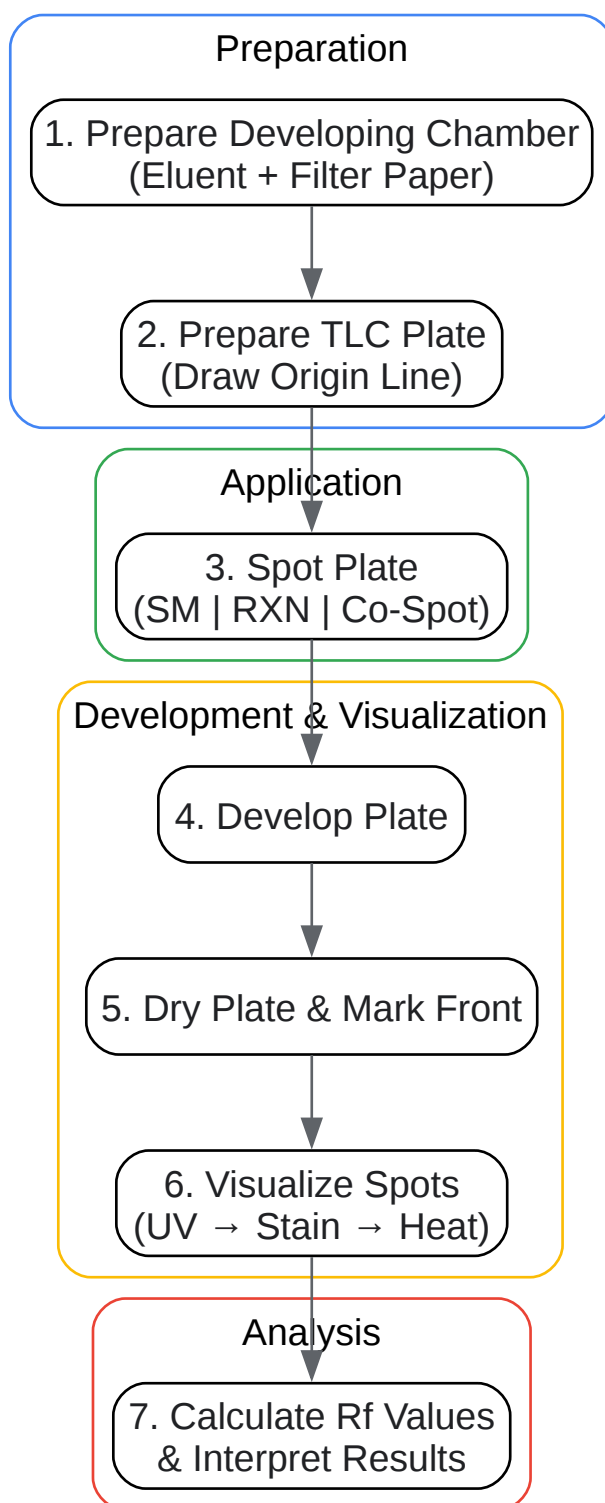 Preparation
1. Prepare Developing Chamber
(Eluent + Filter Paper)
2. Prepare TLC Plate
(Draw Origin Line)
Application
3. Spot Plate
(SM | RXN | Co-Spot)
Development & Visualization
4. Develop Plate
5. Dry Plate & Mark Front
6. Visualize Spots
(UV → Stain → Heat)
Analysis
7. Calculate Rf Values
& Interpret Results